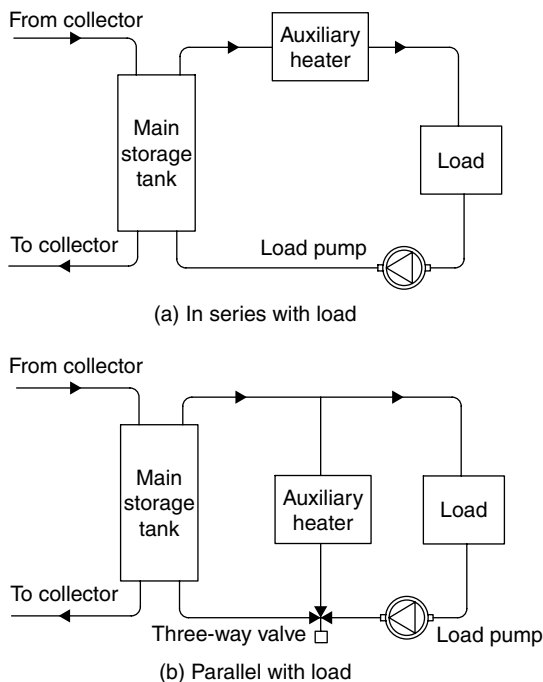 From collector
Auxiliary
heater
Main
storage
tank
Load
To collector
Load pump
(a) In series with load
From collector
Main
storage
tank
Auxiliary
heater
Load
To collector
Three-way valve
Load pump
(b) Parallel with load